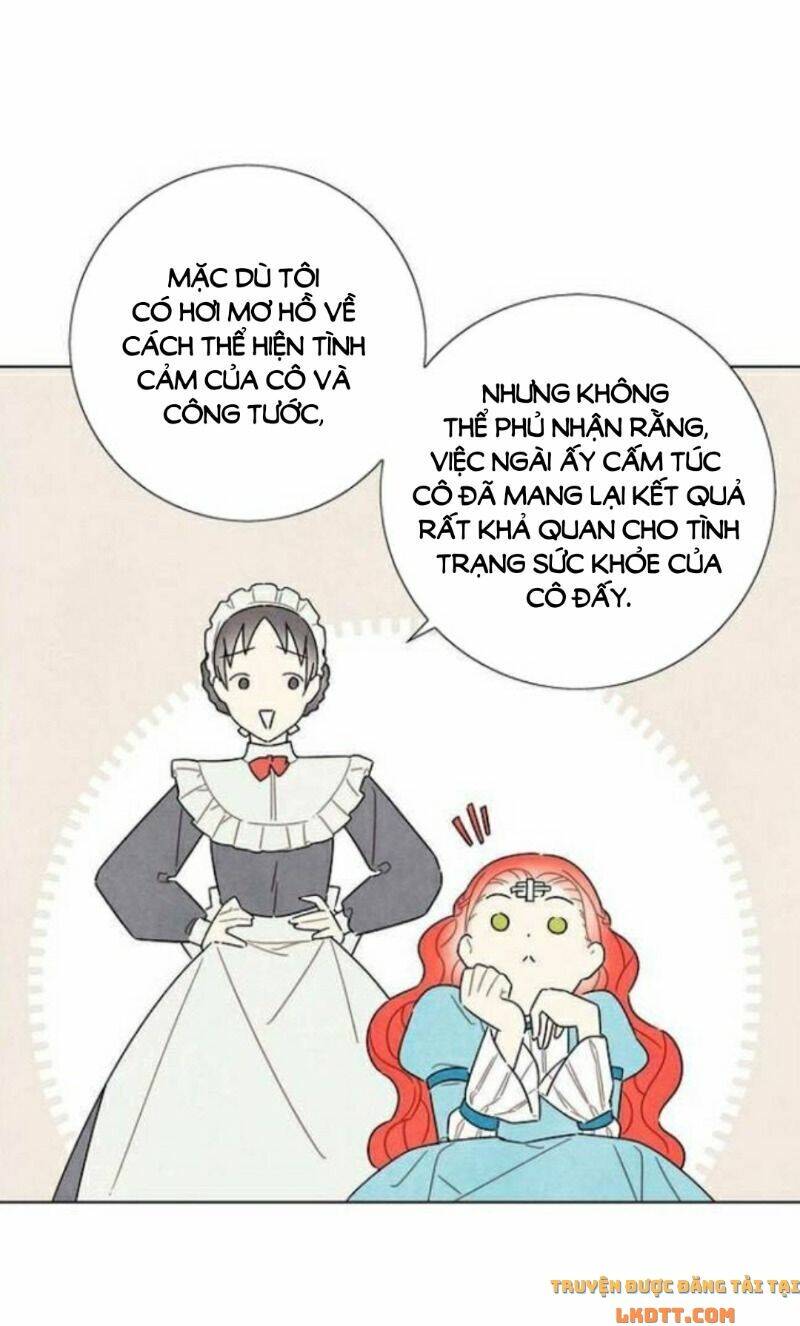 MẶC DÙ TÔI
CÓ HƠI MƠ HỒ VỀ
CÁCH THỂ HIỆN TÌNH
CẢM CỦA CÔ VÀ
CÔNG TƯỚC,
NHƯNG KHÔNG
THỂ PHỦ NHẬN RẰNG,
VIỆC NGÀI ẤY CẤM TÚC
CÔ ĐÃ MANG LẠI KẾT QUẢ
RẤT KHẢ QUAN CHO TÌNH
TRẠNG SỨC KHỎE CỦA
CÔ ĐẤY.
TRUYỆN ĐƯỢC ĐĂNG TẢI TẠI
LKDTT.COM